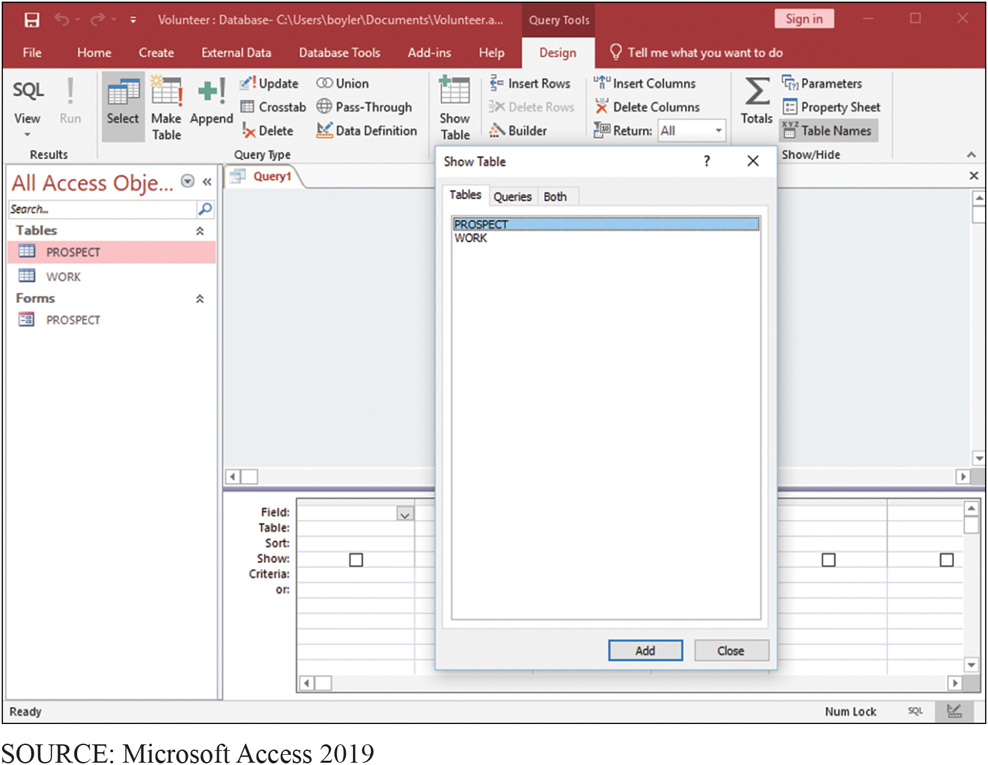 Volunteer : Database- C:\Users\boyler\Documents\Volunteer.a...
Query Tools
Sign in
File Home Create External Data Database Tools Add-ins Help Design Tell me what you want to do
SQL
View
Run
Results
Select
Make
Table
Append
Update
Crosstab
Delete
Union
Pass-Through
Data Definition
Query Type
Show
Table
Insert Rows
Delete Rows
Builder
Insert Columns
Delete Columns
Return: All
Totals
Parameters
Property Sheet
XYZ
Table Names
Show/Hide
All Access Obje...
Search...
Tables
PROSPECT
WORK
Forms
PROSPECT
Query1
Show Table
?
Tables Queries Both
PROSPECT
WORK
Add Close
Field:
Table:
Sort:
Show:
Criteria:
or:
Ready
Num Lock
SQL
SOURCE: Microsoft Access 2019